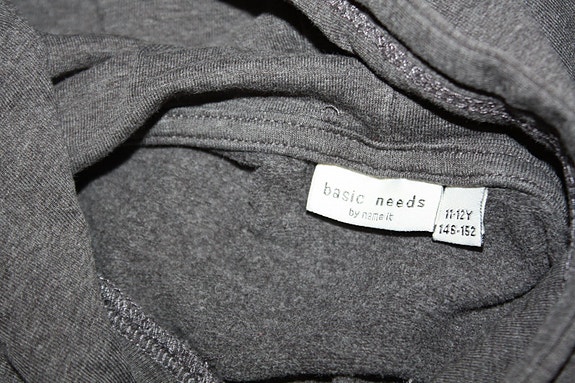 basic needs
by name it
11-12Y
146-152